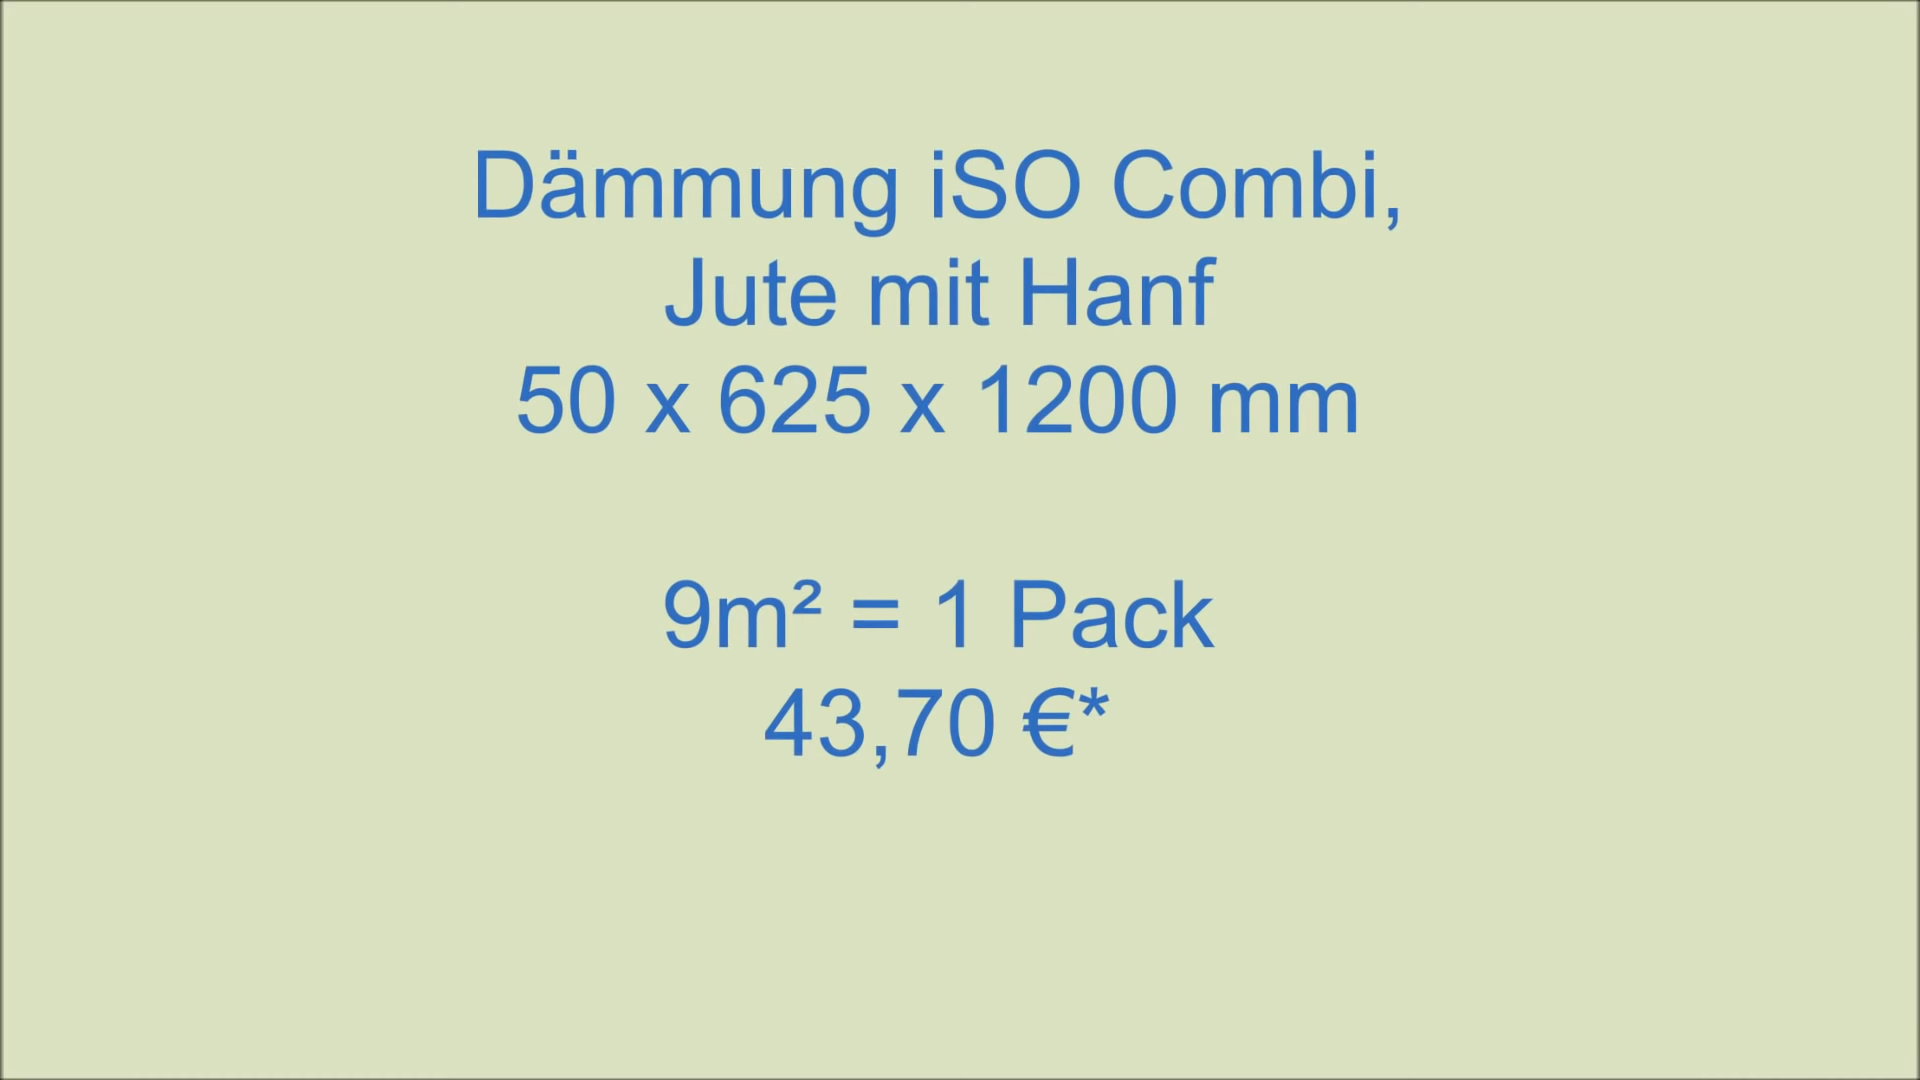 Dämmung iSO Combi,
Jute mit Hanf
50 x 625 x 1200 mm
9m² = 1 Pack
43,70 €*